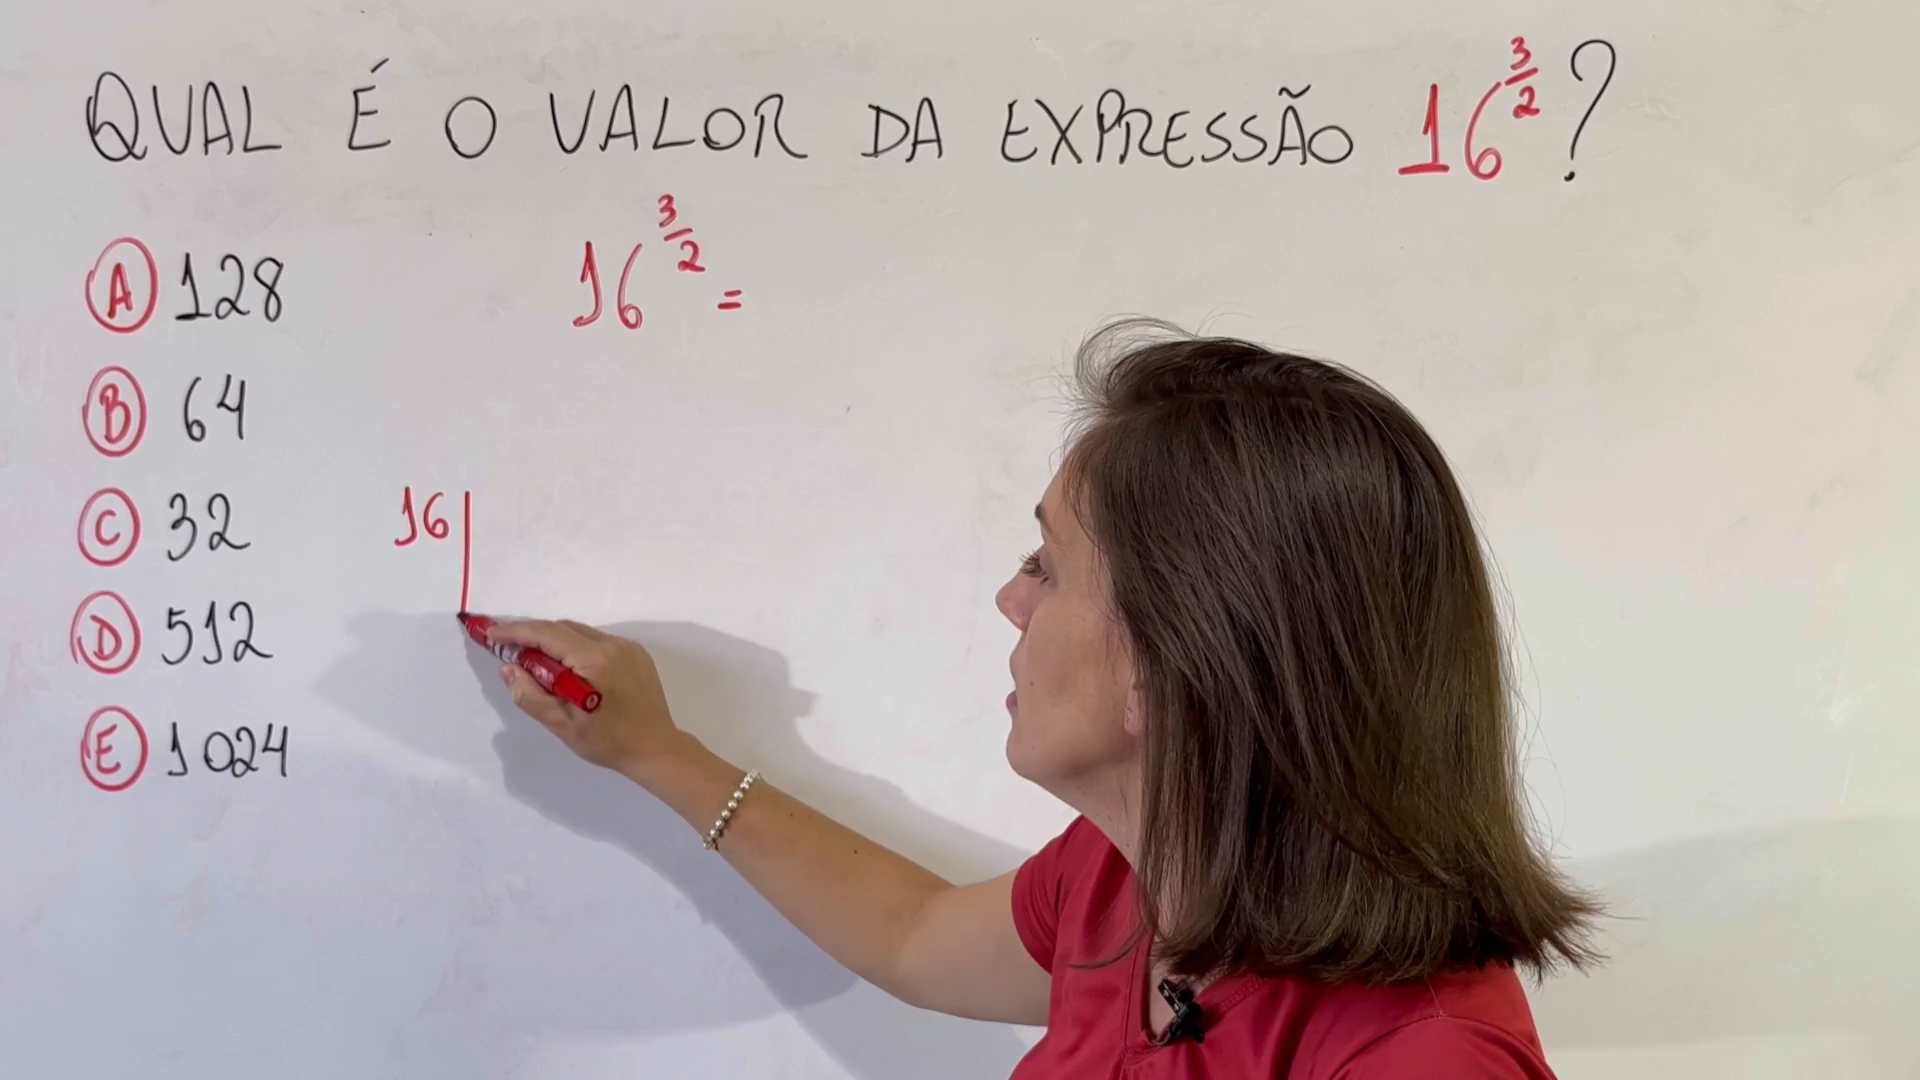 QUAL É O VALOR DA EXPRESSÃO 16^(3/2)?
16^(3/2) =
A 128
B 64
C 32
D 512
E 1024
16